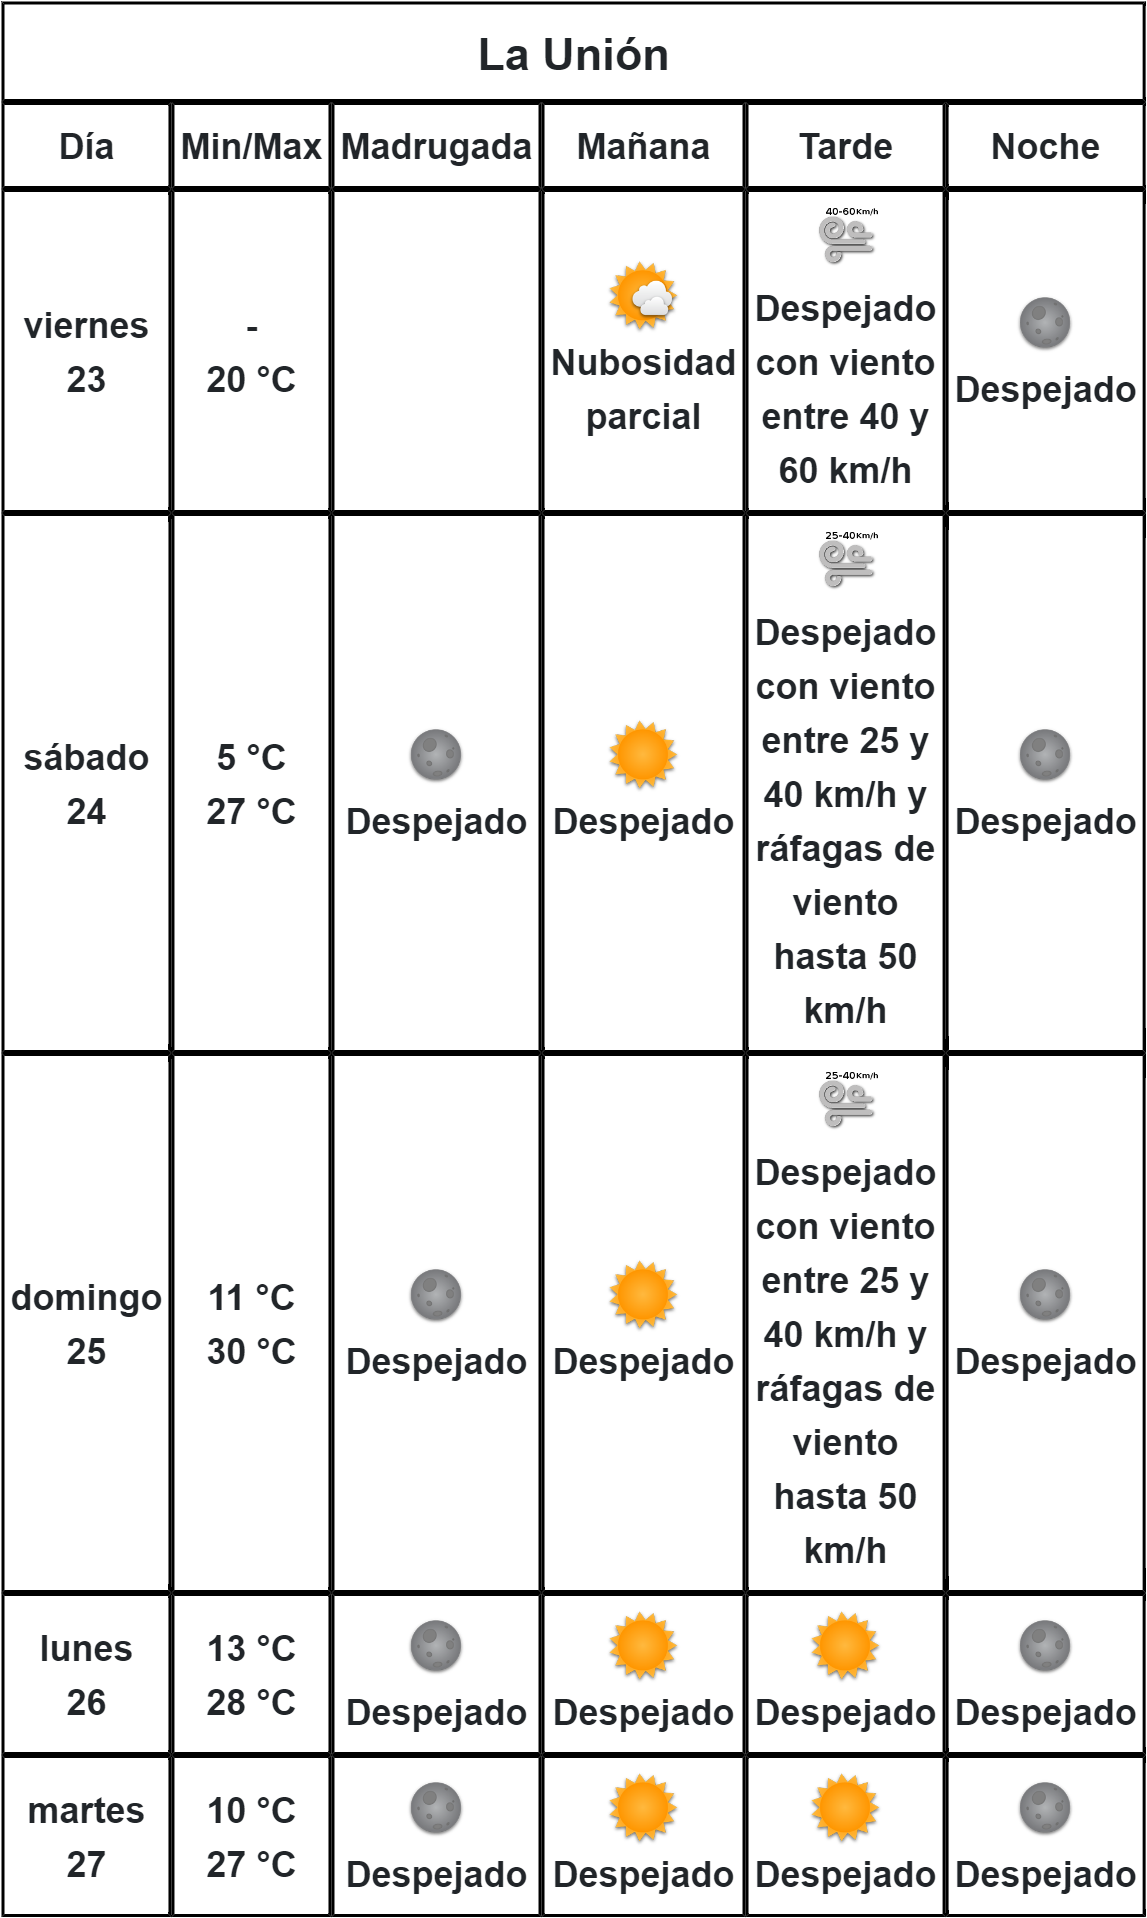 La Unión
Día Min/Max Madrugada Mañana Tarde Noche
viernes
23
-
20 °C
Nubosidad
parcial
40-60Km/h
Despejado
con viento
entre 40 y
60 km/h
Despejado
sábado
24
5 °C
27 °C
Despejado
Despejado
25-40Km/h
Despejado
con viento
entre 25 y
40 km/h y
ráfagas de
viento
hasta 50
km/h
Despejado
domingo
25
11 °C
30 °C
Despejado
Despejado
25-40Km/h
Despejado
con viento
entre 25 y
40 km/h y
ráfagas de
viento
hasta 50
km/h
Despejado
lunes
26
13 °C
28 °C
Despejado
Despejado
Despejado
Despejado
martes
27
10 °C
27 °C
Despejado
Despejado
Despejado
Despejado